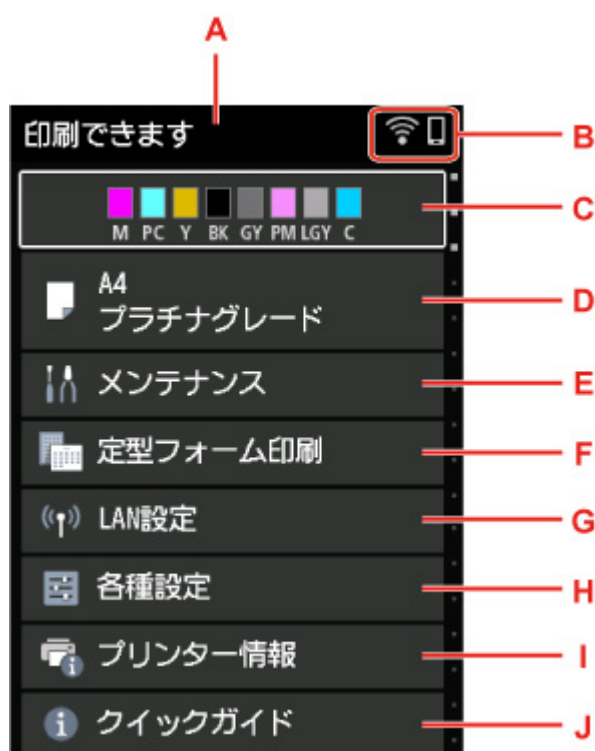 A
印刷できます
B
M PC Y BK GY PM LGY C
C
A4
プラチナグレード
D
メンテナンス
E
定型フォーム印刷
F
LAN設定
G
各種設定
H
プリンター情報
I
クイックガイド
J